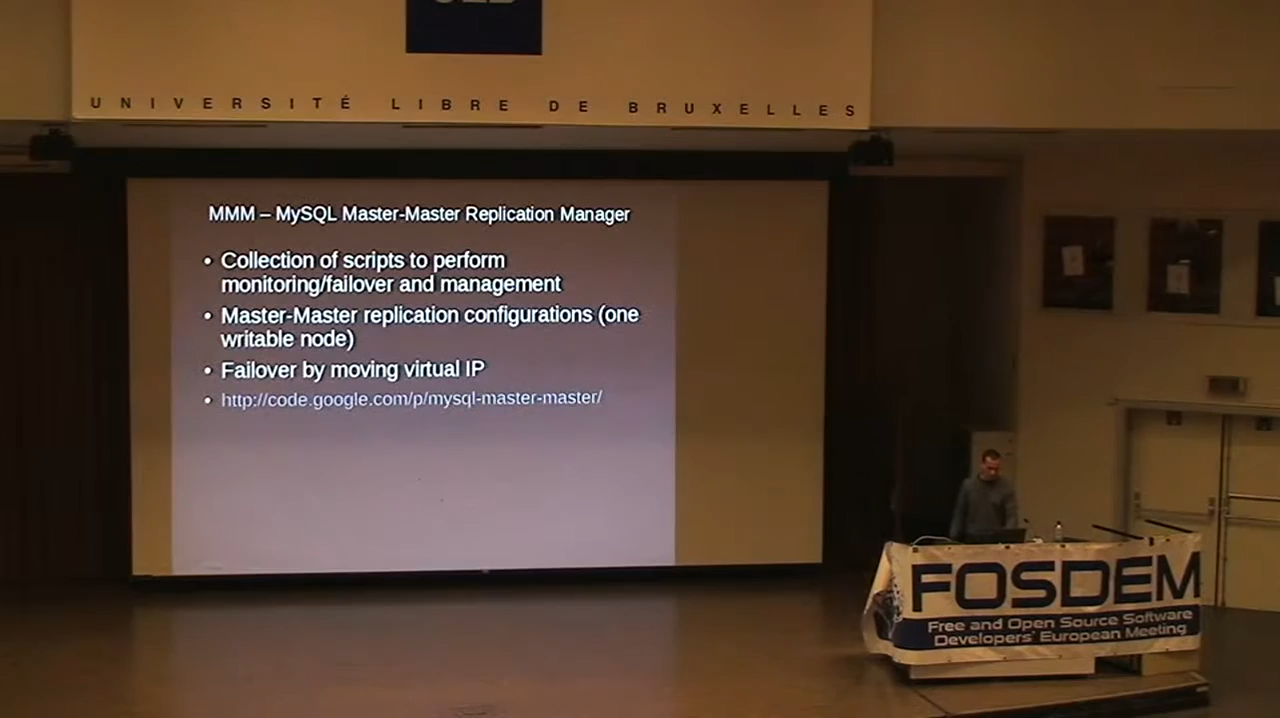 UNIVERSITÉ LIBRE DE BRUXELLES
MMM – MySQL Master-Master Replication Manager
• Collection of scripts to perform
monitoring/failover and management
• Master-Master replication configurations (one
writable node)
• Failover by moving virtual IP
• http://code.google.com/p/mysql-master-master/
FOSDEM
Free and Open Source Software
Developers' European Meeting